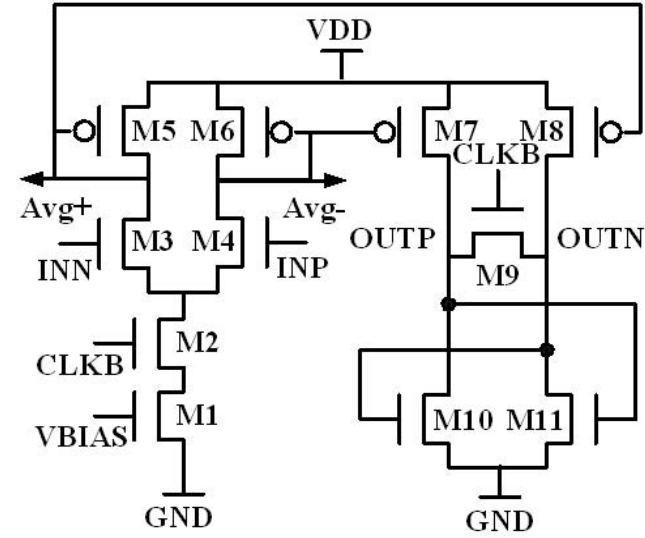 VDD
M5 M6 M7 M8
CLKB
Avg+ Avg-
M3 M4 OUTP OUTN
INN INP M9
M2
CLKB
M1 M10 M11
VBIAS
GND GND